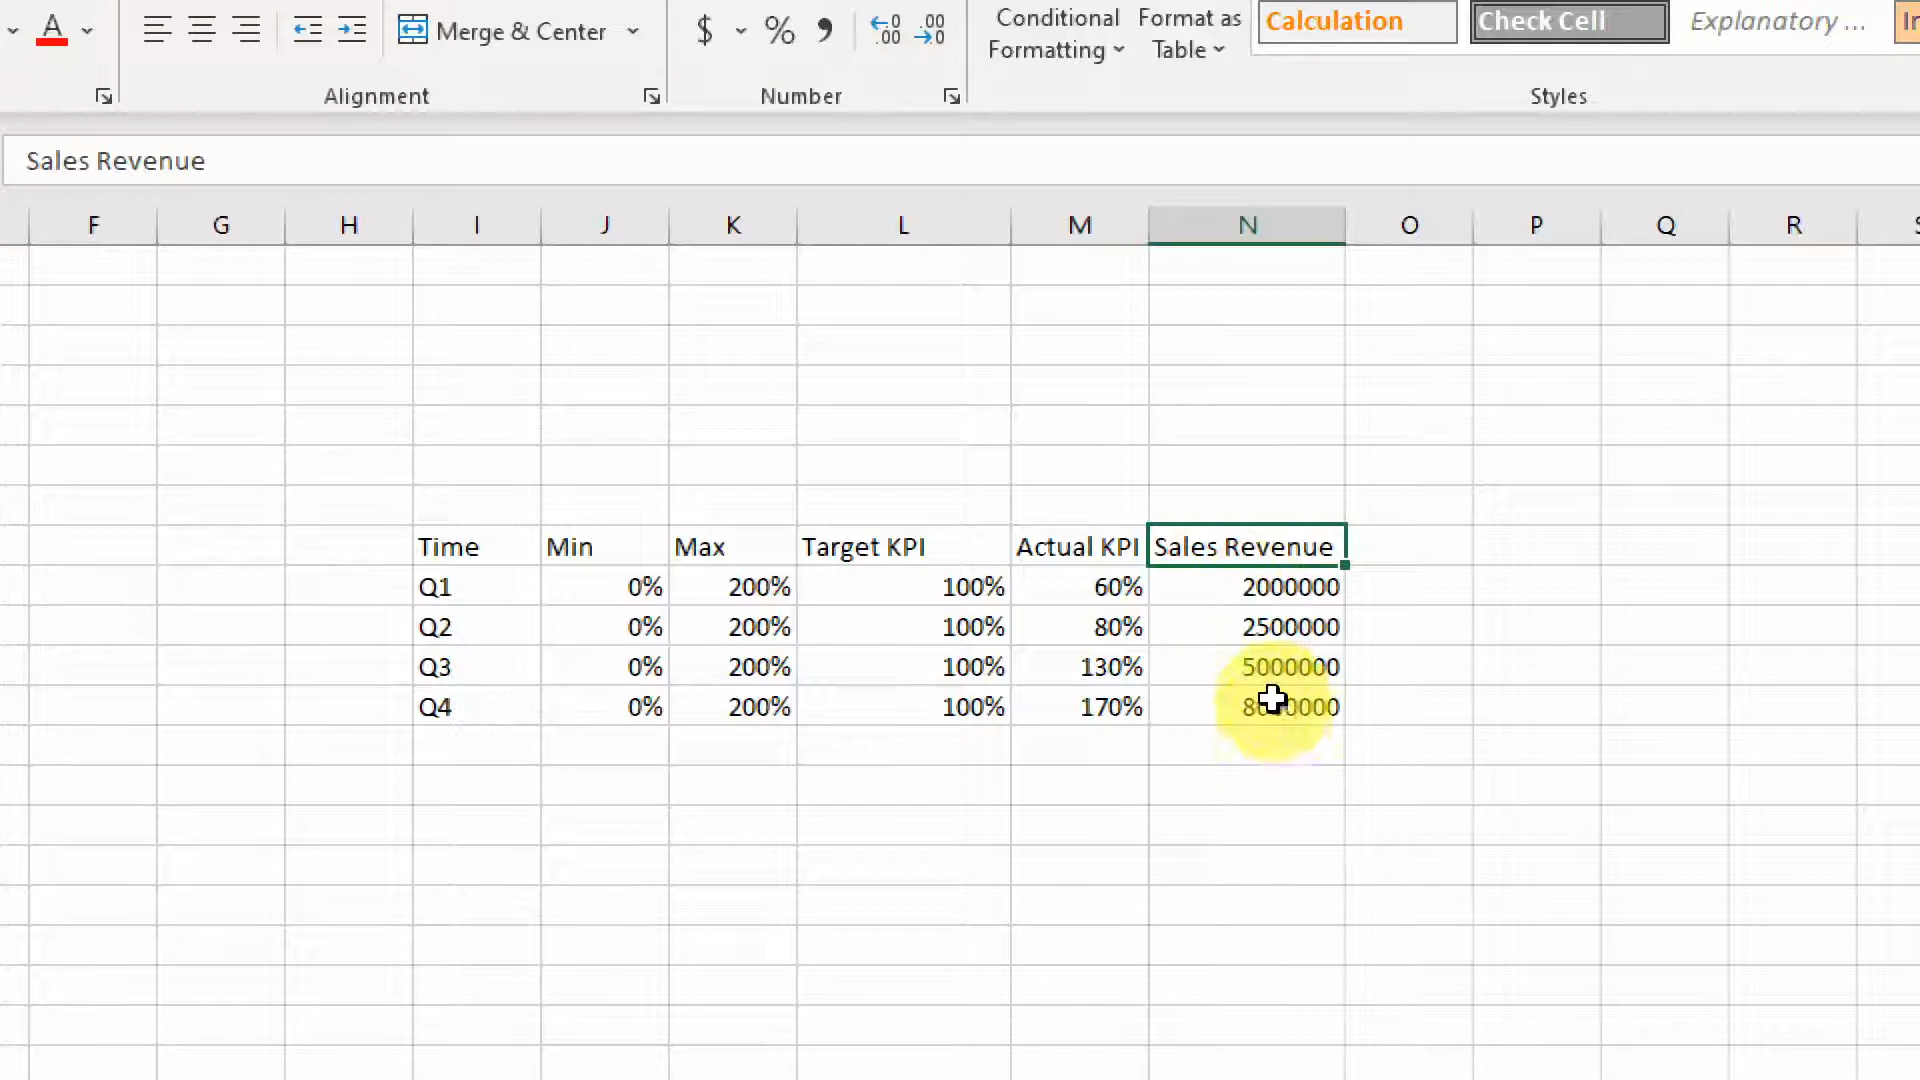 A
Merge & Center
$ % ,
Conditional Formatting
Format as Table
Calculation
Check Cell
Explanatory ...
Alignment
Number
Styles
Sales Revenue
F G H I J K L M N O P Q R
Time Min Max Target KPI Actual KPI Sales Revenue
Q1 0% 200% 100% 60% 2000000
Q2 0% 200% 100% 80% 2500000
Q3 0% 200% 100% 130% 5000000
Q4 0% 200% 100% 170%